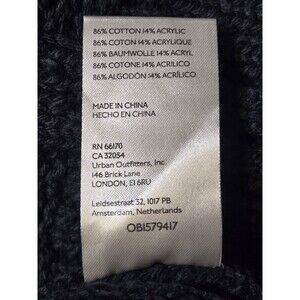 86% COTTON 14% ACRYLIC
86% COTON 14% ACRYLIQUE
86% BAUMWOLLE 14% ACRYL
86% COTONE 14% ACRILICO
86% ALGODÓN 14% ACRÍLICO
MADE IN CHINA
HECHO EN CHINA
RN 66170
CA 32054
Urban Outfitters, Inc.
146 Brick Lane
LONDON, E1 6RU
Leidsestraat 32, 1017 PB
Amsterdam, Netherlands
OB1579417